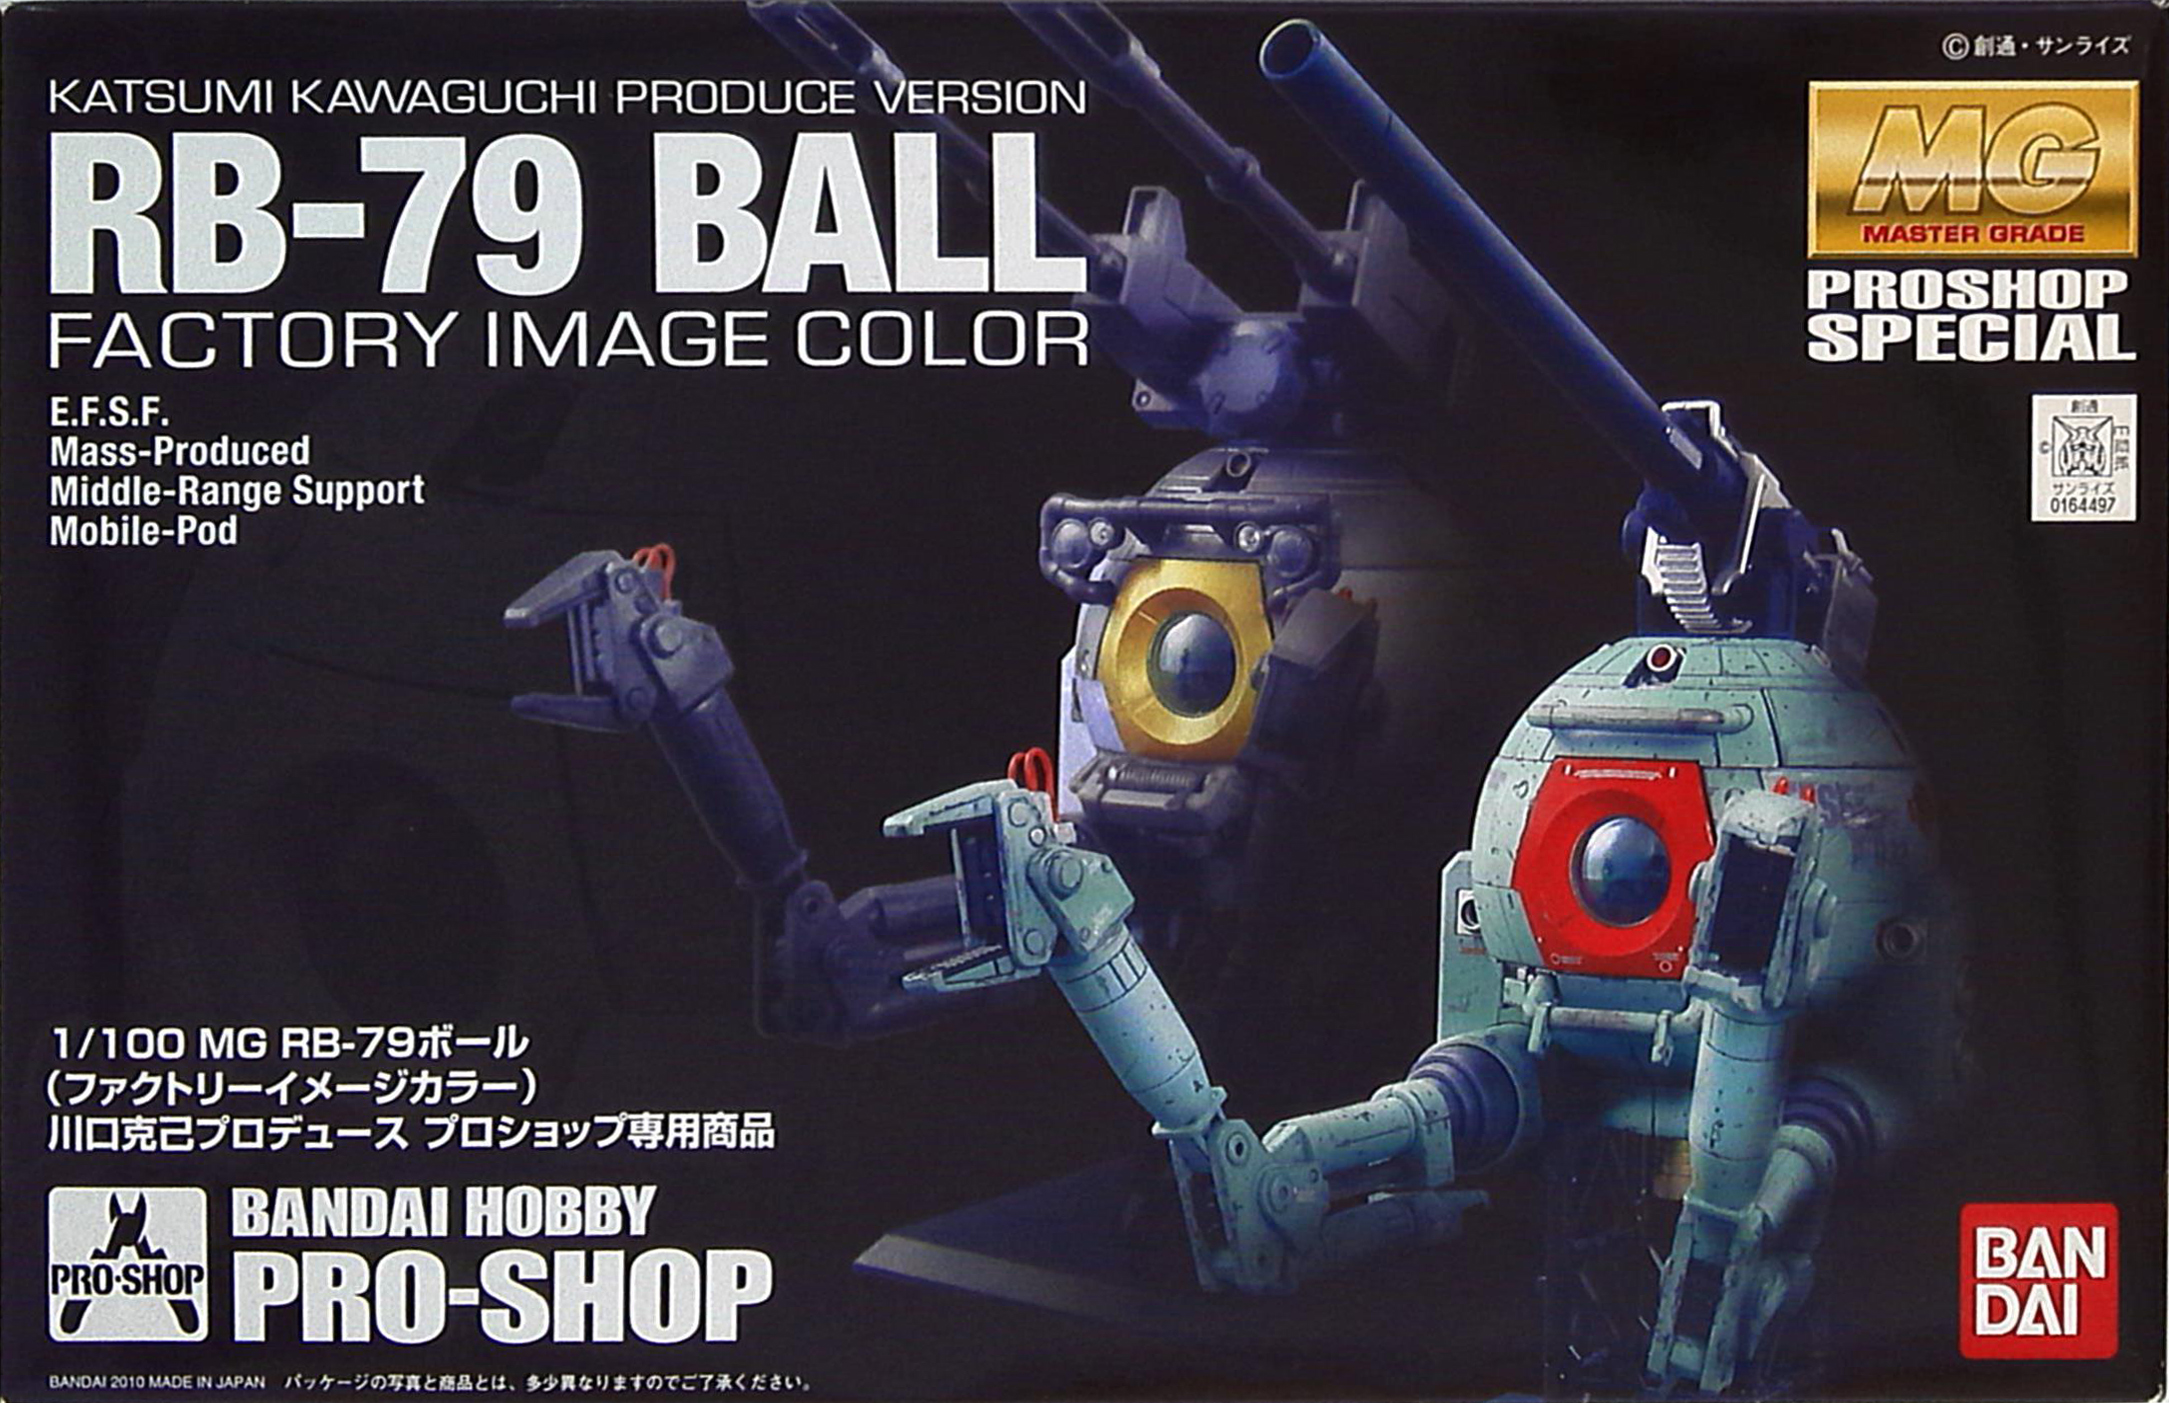 KATSUMI KAWAGUCHI PRODUCE VERSION
RB-79 BALL
FACTORY IMAGE COLOR
E.F.S.F.
Mass-Produced
Middle-Range Support
Mobile-Pod
©創通・サンライズ
MG
MASTER GRADE
PROSHOP
SPECIAL
創通
サンライズ
0164497
1/100 MG RB-79ボール
（ファクトリーイメージカラー）
川口克己プロデュース プロショップ専用商品
PRO・SHOP
BANDAI HOBBY
PRO-SHOP
BAN
DAI
BANDAI 2010 MADE IN JAPAN パッケージの写真と商品とは、多少異なりますのでご了承ください。